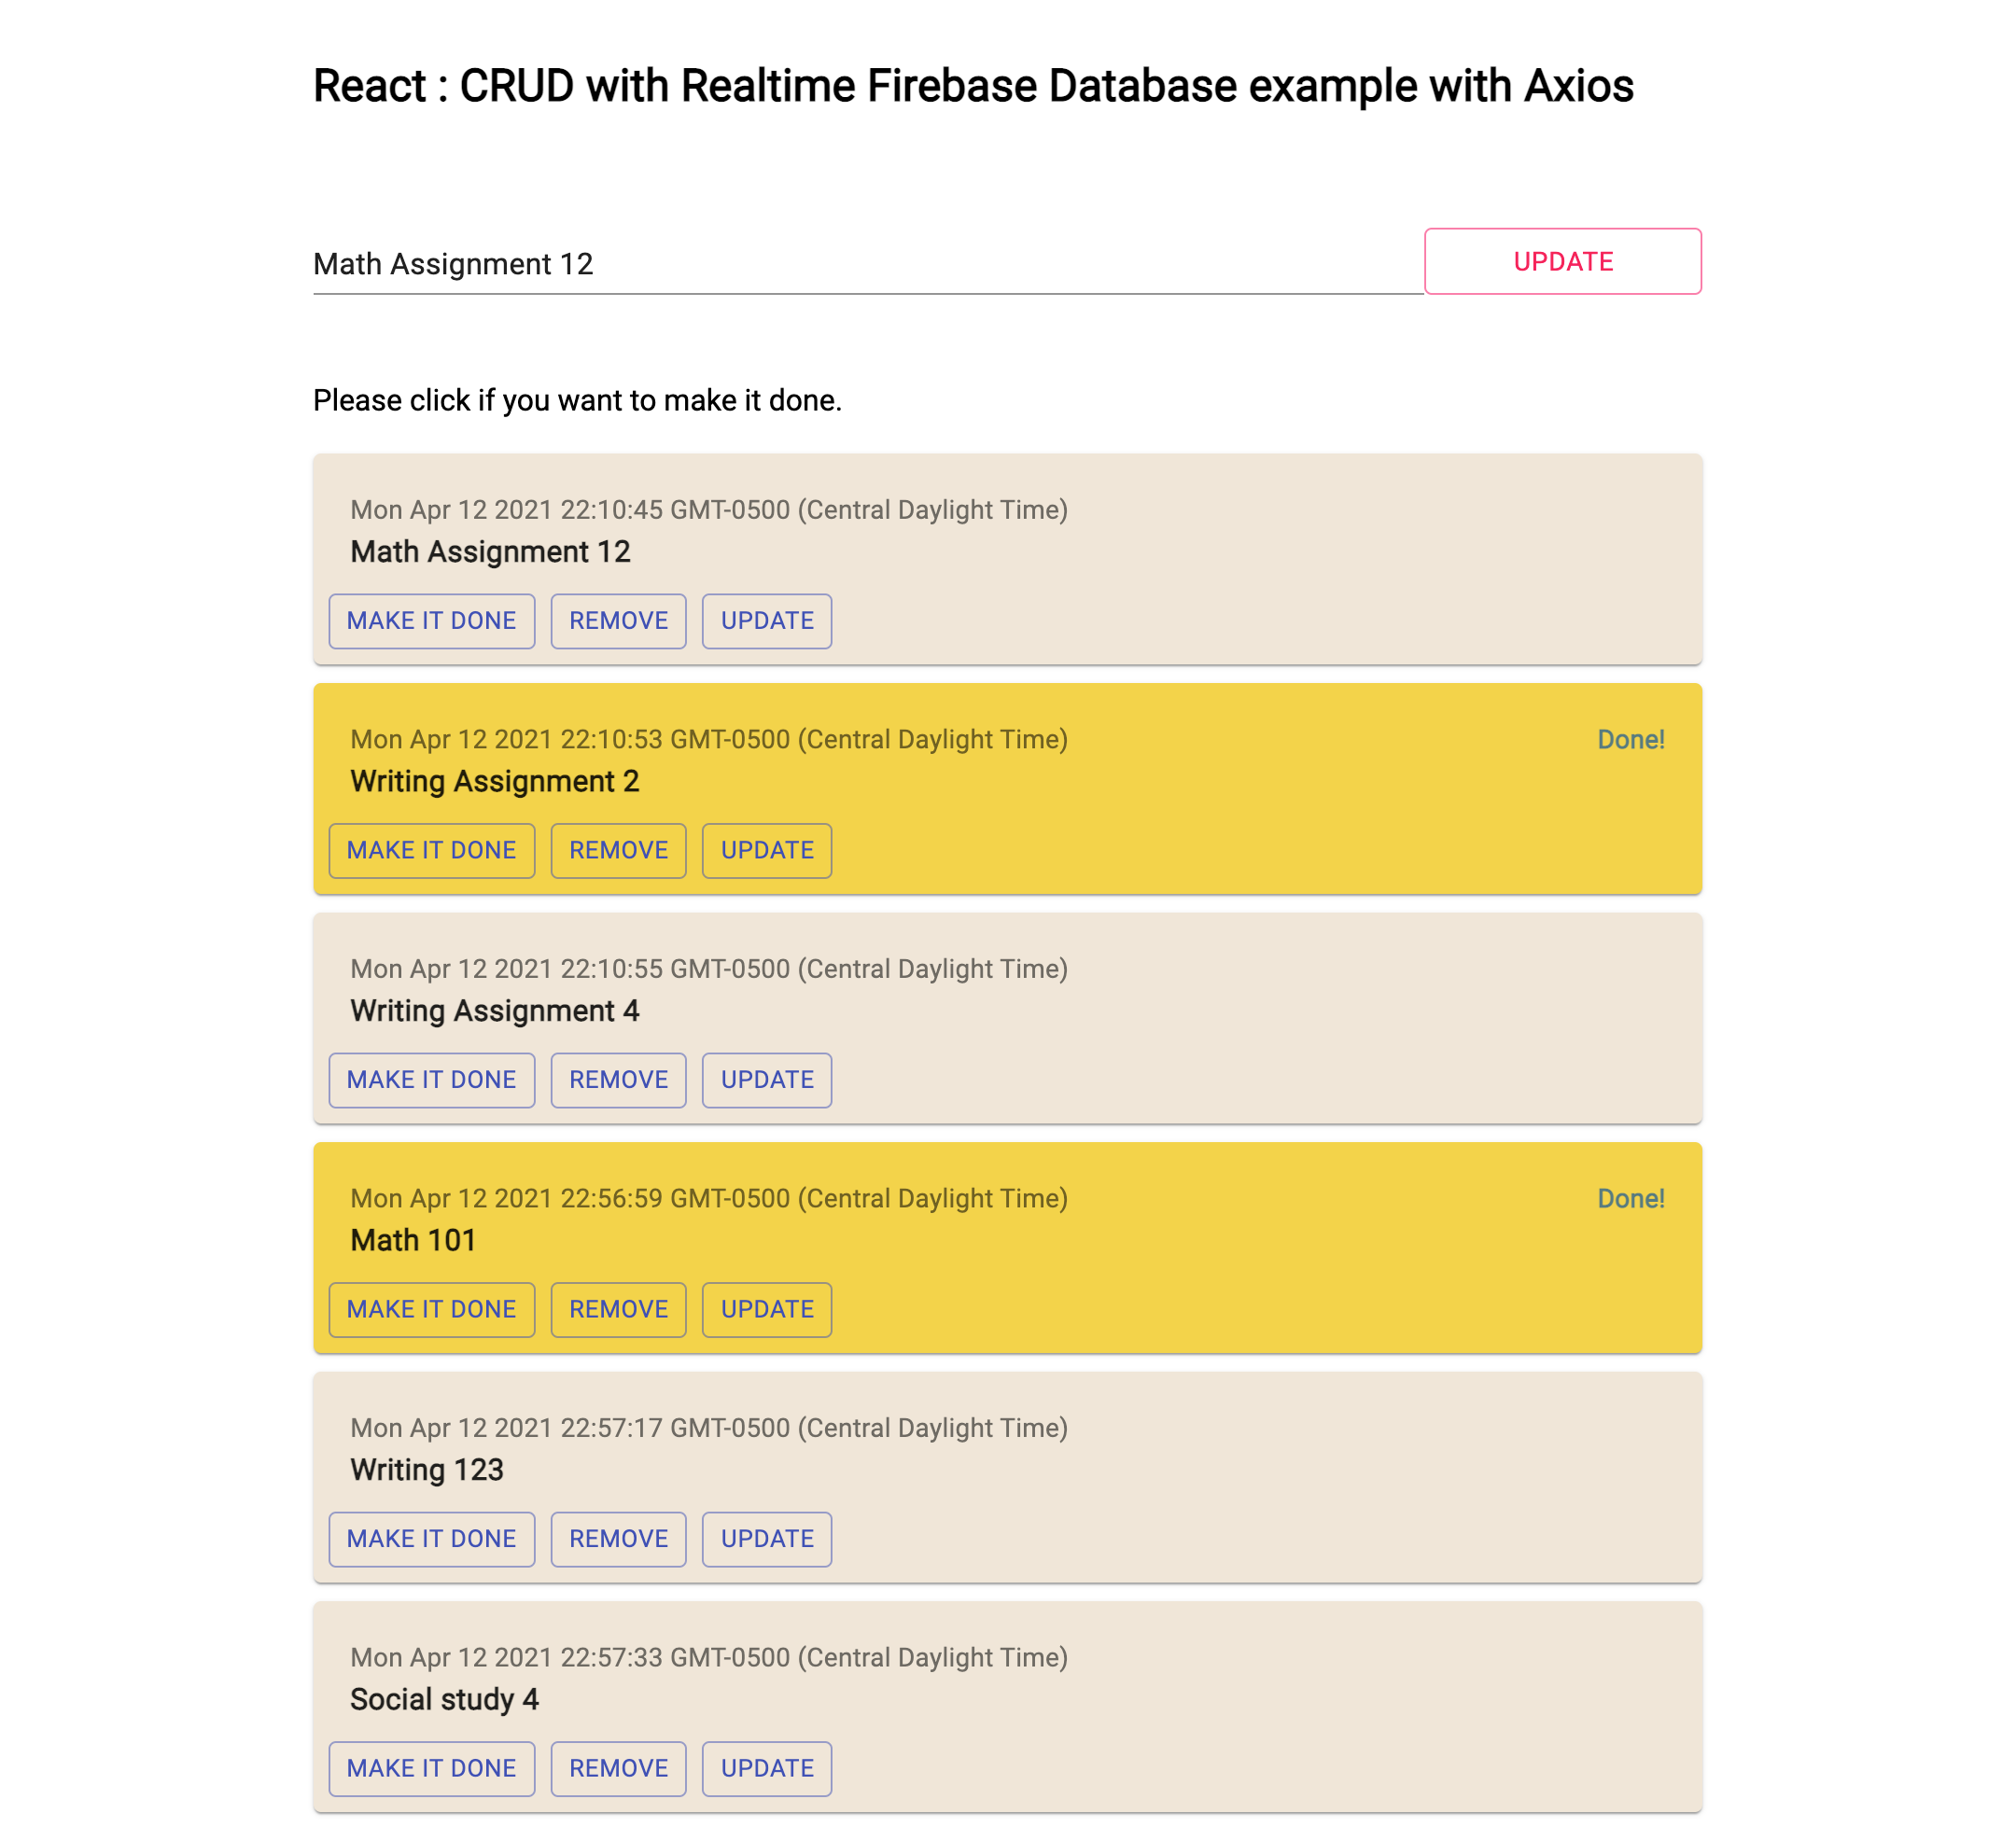 React : CRUD with Realtime Firebase Database example with Axios
Math Assignment 12
UPDATE
Please click if you want to make it done.
Mon Apr 12 2021 22:10:45 GMT-0500 (Central Daylight Time)
Math Assignment 12
MAKE IT DONE REMOVE UPDATE
Mon Apr 12 2021 22:10:53 GMT-0500 (Central Daylight Time) Done!
Writing Assignment 2
MAKE IT DONE REMOVE UPDATE
Mon Apr 12 2021 22:10:55 GMT-0500 (Central Daylight Time)
Writing Assignment 4
MAKE IT DONE REMOVE UPDATE
Mon Apr 12 2021 22:56:59 GMT-0500 (Central Daylight Time) Done!
Math 101
MAKE IT DONE REMOVE UPDATE
Mon Apr 12 2021 22:57:17 GMT-0500 (Central Daylight Time)
Writing 123
MAKE IT DONE REMOVE UPDATE
Mon Apr 12 2021 22:57:33 GMT-0500 (Central Daylight Time)
Social study 4
MAKE IT DONE REMOVE UPDATE